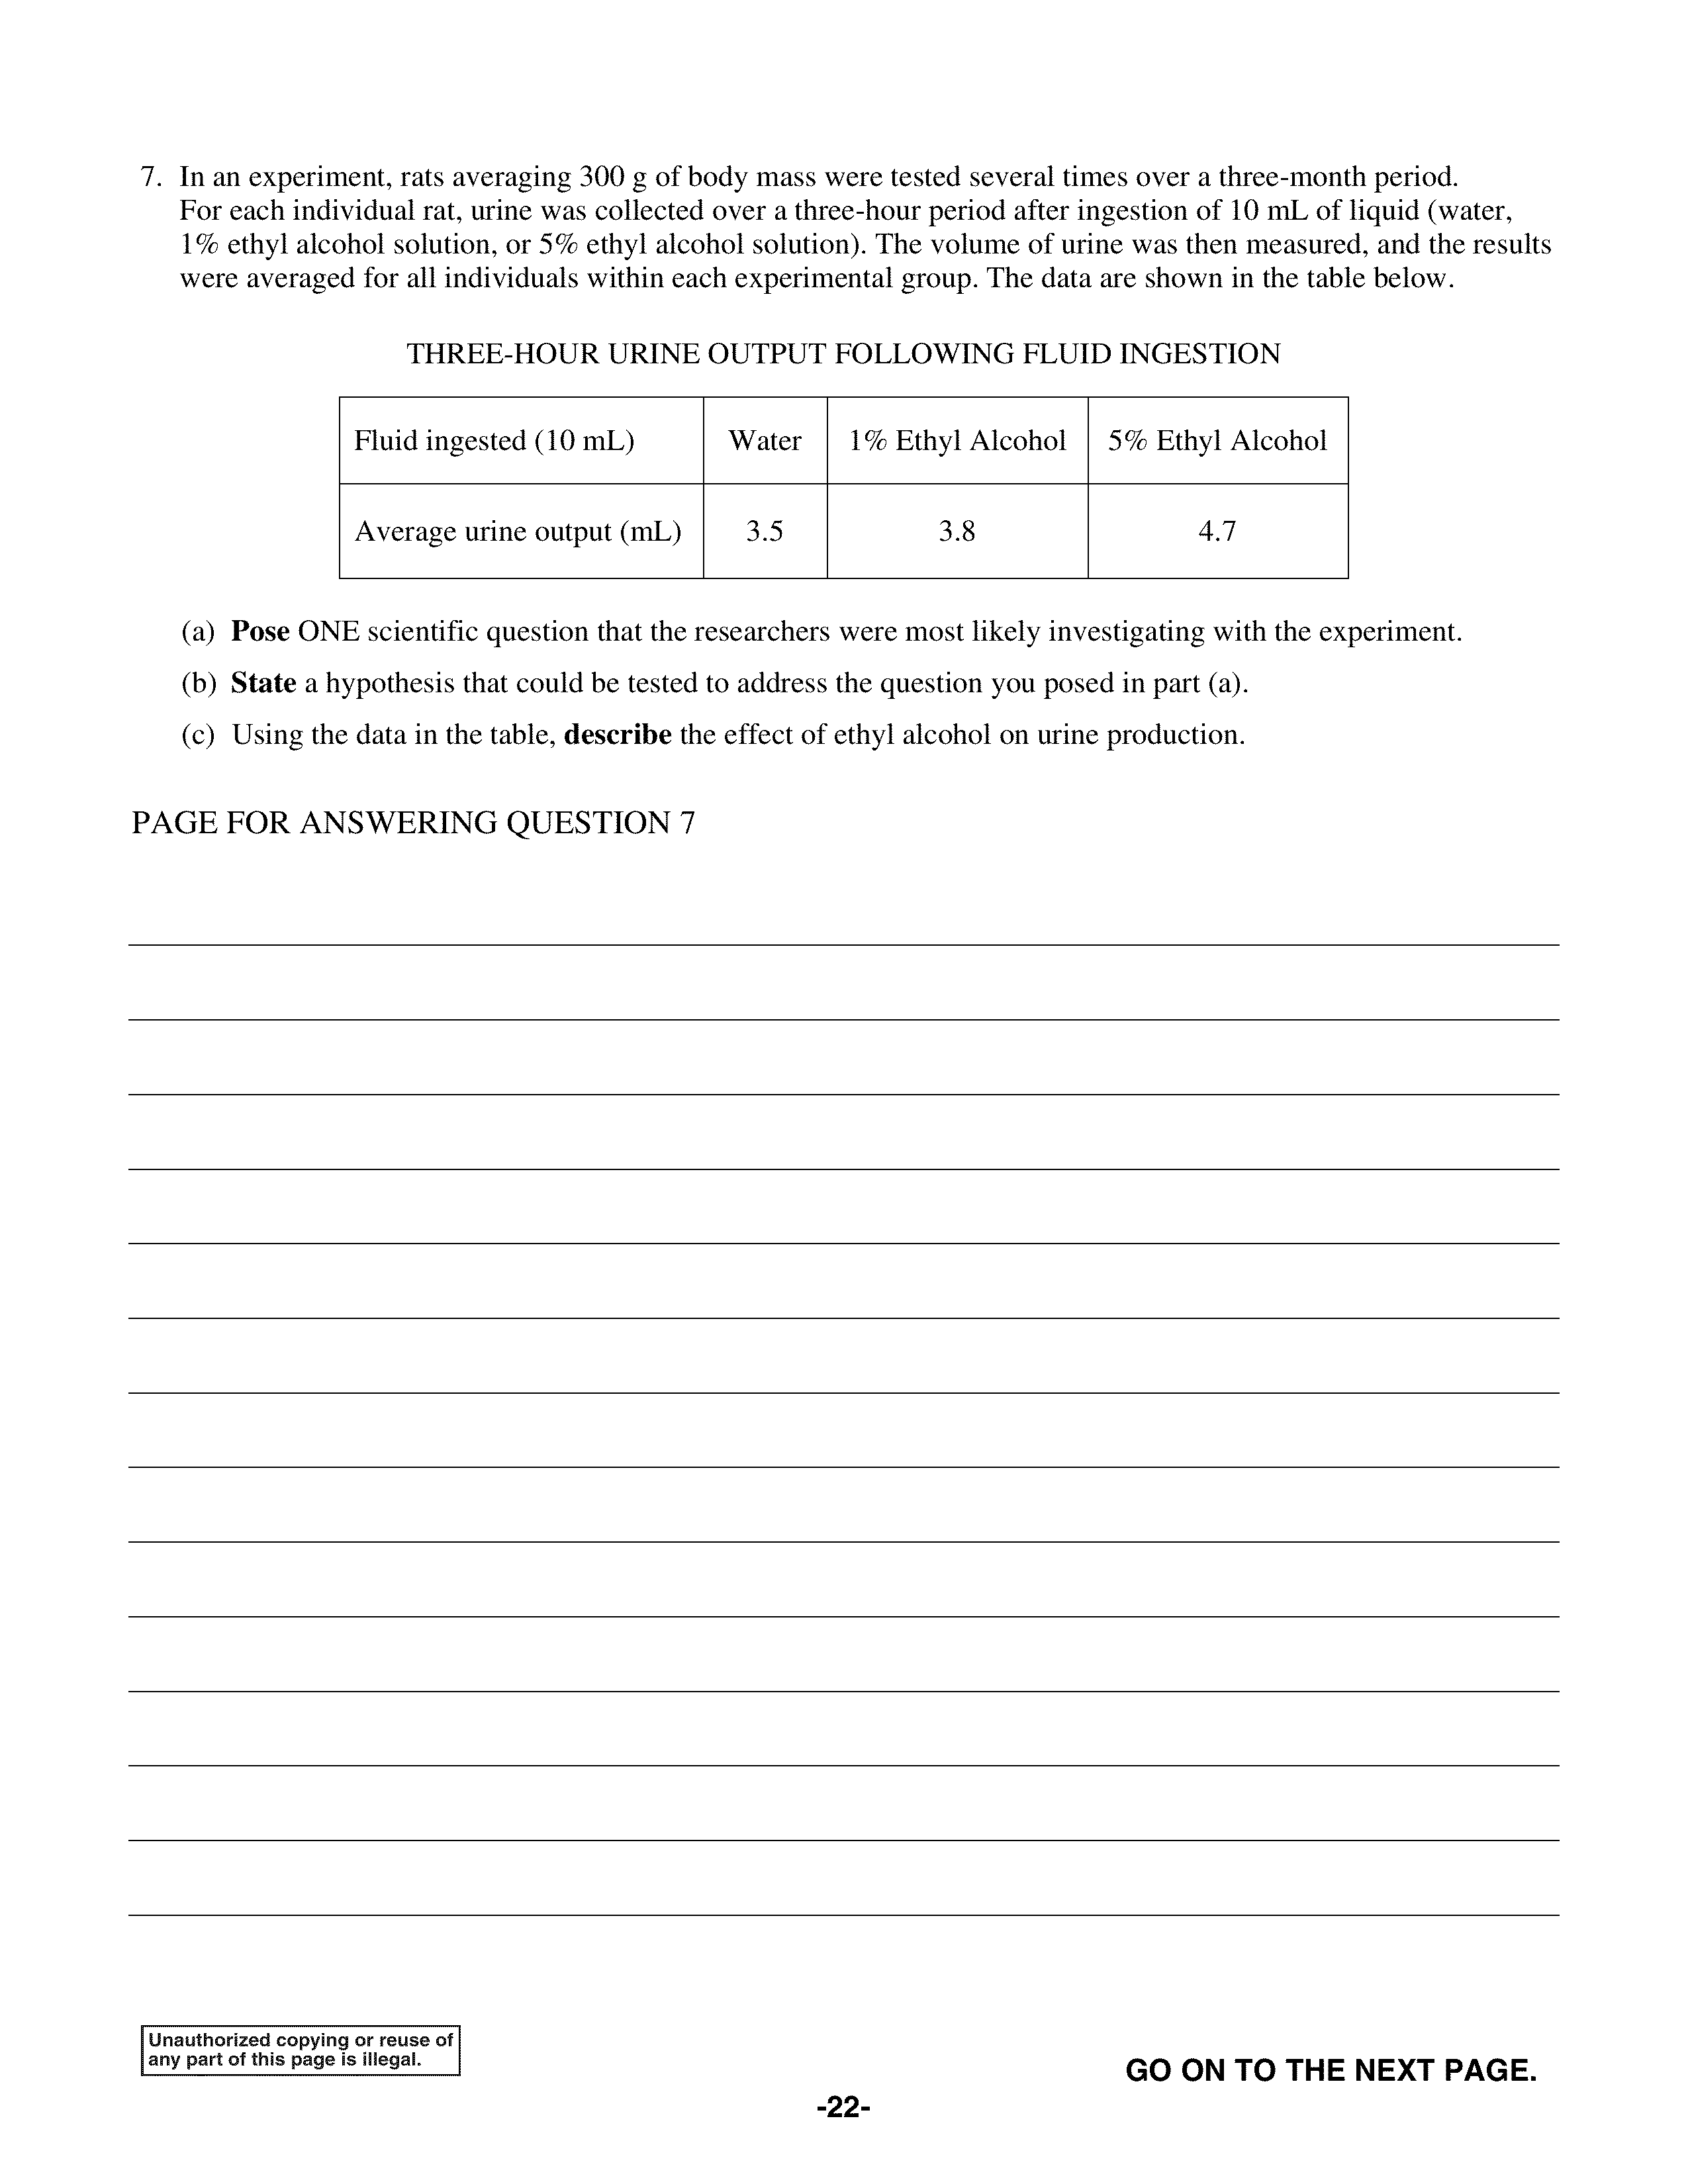 7. In an experiment, rats averaging 300 g of body mass were tested several times over a three-month period.
For each individual rat, urine was collected over a three-hour period after ingestion of 10 mL of liquid (water,
1% ethyl alcohol solution, or 5% ethyl alcohol solution). The volume of urine was then measured, and the results
were averaged for all individuals within each experimental group. The data are shown in the table below.
THREE-HOUR URINE OUTPUT FOLLOWING FLUID INGESTION
Fluid ingested (10 mL) Water 1% Ethyl Alcohol 5% Ethyl Alcohol
Average urine output (mL) 3.5 3.8 4.7
(a) Pose ONE scientific question that the researchers were most likely investigating with the experiment.
(b) State a hypothesis that could be tested to address the question you posed in part (a).
(c) Using the data in the table, describe the effect of ethyl alcohol on urine production.
PAGE FOR ANSWERING QUESTION 7
Unauthorized copying or reuse of
any part of this page is illegal.
GO ON TO THE NEXT PAGE.
-22-